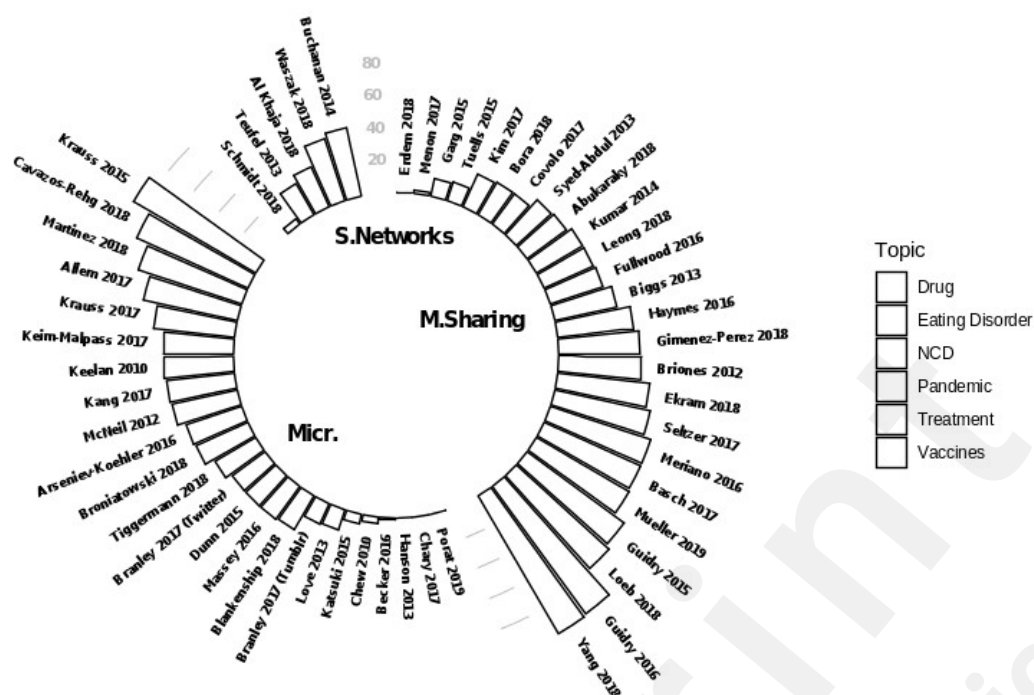 80
60
40
20
Erdem 2018
Menon 2017
Garg 2015
Tuells 2015
Kim 2017
Bora 2018
Covolo 2017
Syed-Abdul 2013
Abukaraky 2018
Kumar 2014
Leong 2018
Fullwood 2016
Biggs 2013
Haymes 2016
Gimenez-Perez 2018
Briones 2012
Ekram 2018
Seltzer 2017
Meriano 2016
Basch 2017
Mueller 2019
Guidry 2015
Loeb 2018
Guidry 2016
Yang 2018
Porat 2019
Chary 2017
Hanson 2013
Becker 2016
Chew 2010
Katsuki 2015
Love 2013
Branley 2017 (Tumblr)
Blankenship 2018
Massey 2016
Dunn 2015
Branley 2017 (Twitter)
Tiggermann 2018
Broniatowski 2018
Arseniev-Koehler 2016
McNeil 2012
Kang 2017
Keelan 2010
Keim-Malpass 2017
Krauss 2017
Allem 2017
Martinez 2018
Cavazos-Rehg 2018
Krauss 2015
Schmidt 2018
Teufel 2013
Al Khaja 2018
Waszak 2018
Buchanan 2014
S.Networks
M.Sharing
Micr.
Topic
Drug
Eating Disorder
NCD
Pandemic
Treatment
Vaccines